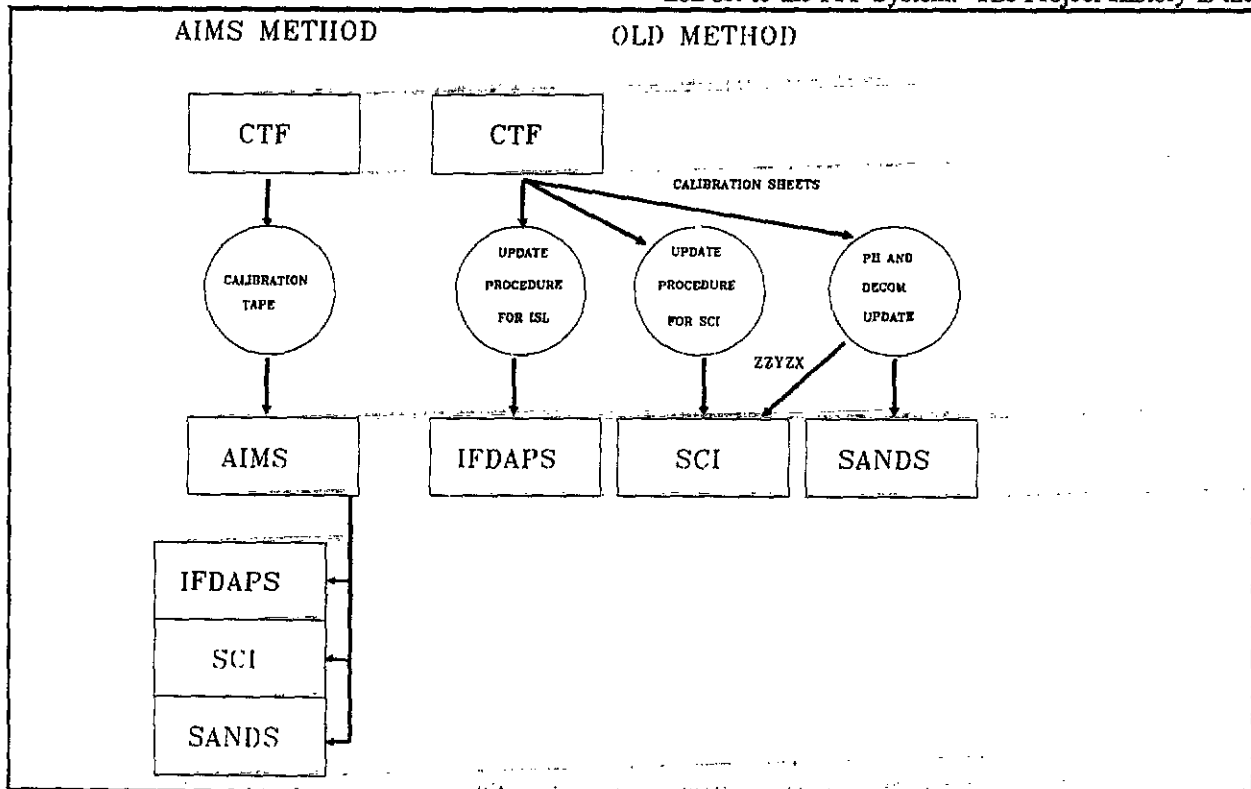 AIMS METHOD
OLD METHOD
CTF
CTF
CALIBRATION SHEETS
CALIBRATION
TAPE
UPDATE
PROCEDURE
FOR ISL
UPDATE
PROCEDURE
FOR SCI
PH AND
DECOM
UPDATE
ZZYZX
AIMS
IFDAPS
SCI
SANDS
IFDAPS
SCI
SANDS